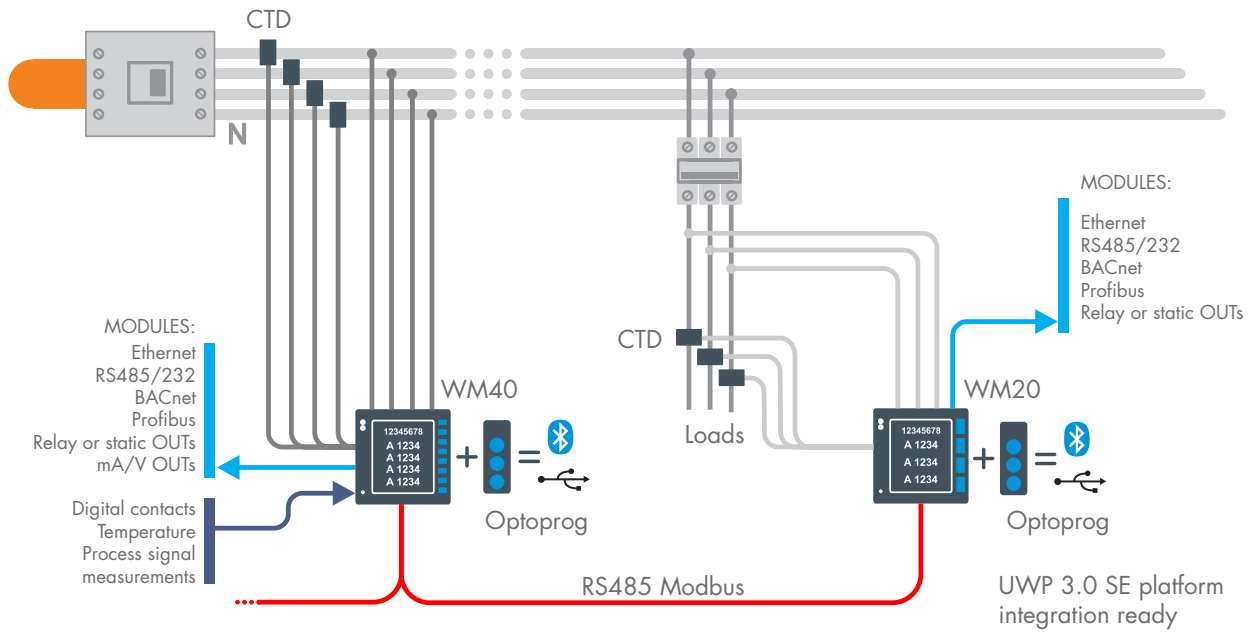 CTD
N
MODULES:
Ethernet
RS485/232
BACnet
Profibus
Relay or static OUTs
CTD
Loads
MODULES:
Ethernet
RS485/232
BACnet
Profibus
Relay or static OUTs
mA/V OUTs
Digital contacts
Temperature
Process signal
measurements
WM40
12345678
A 1234
A 1234
A 1234
A 1234
+
=
Optoprog
WM20
12345678
A 1234
A 1234
A 1234
+
=
Optoprog
RS485 Modbus
UWP 3.0 SE platform
integration ready